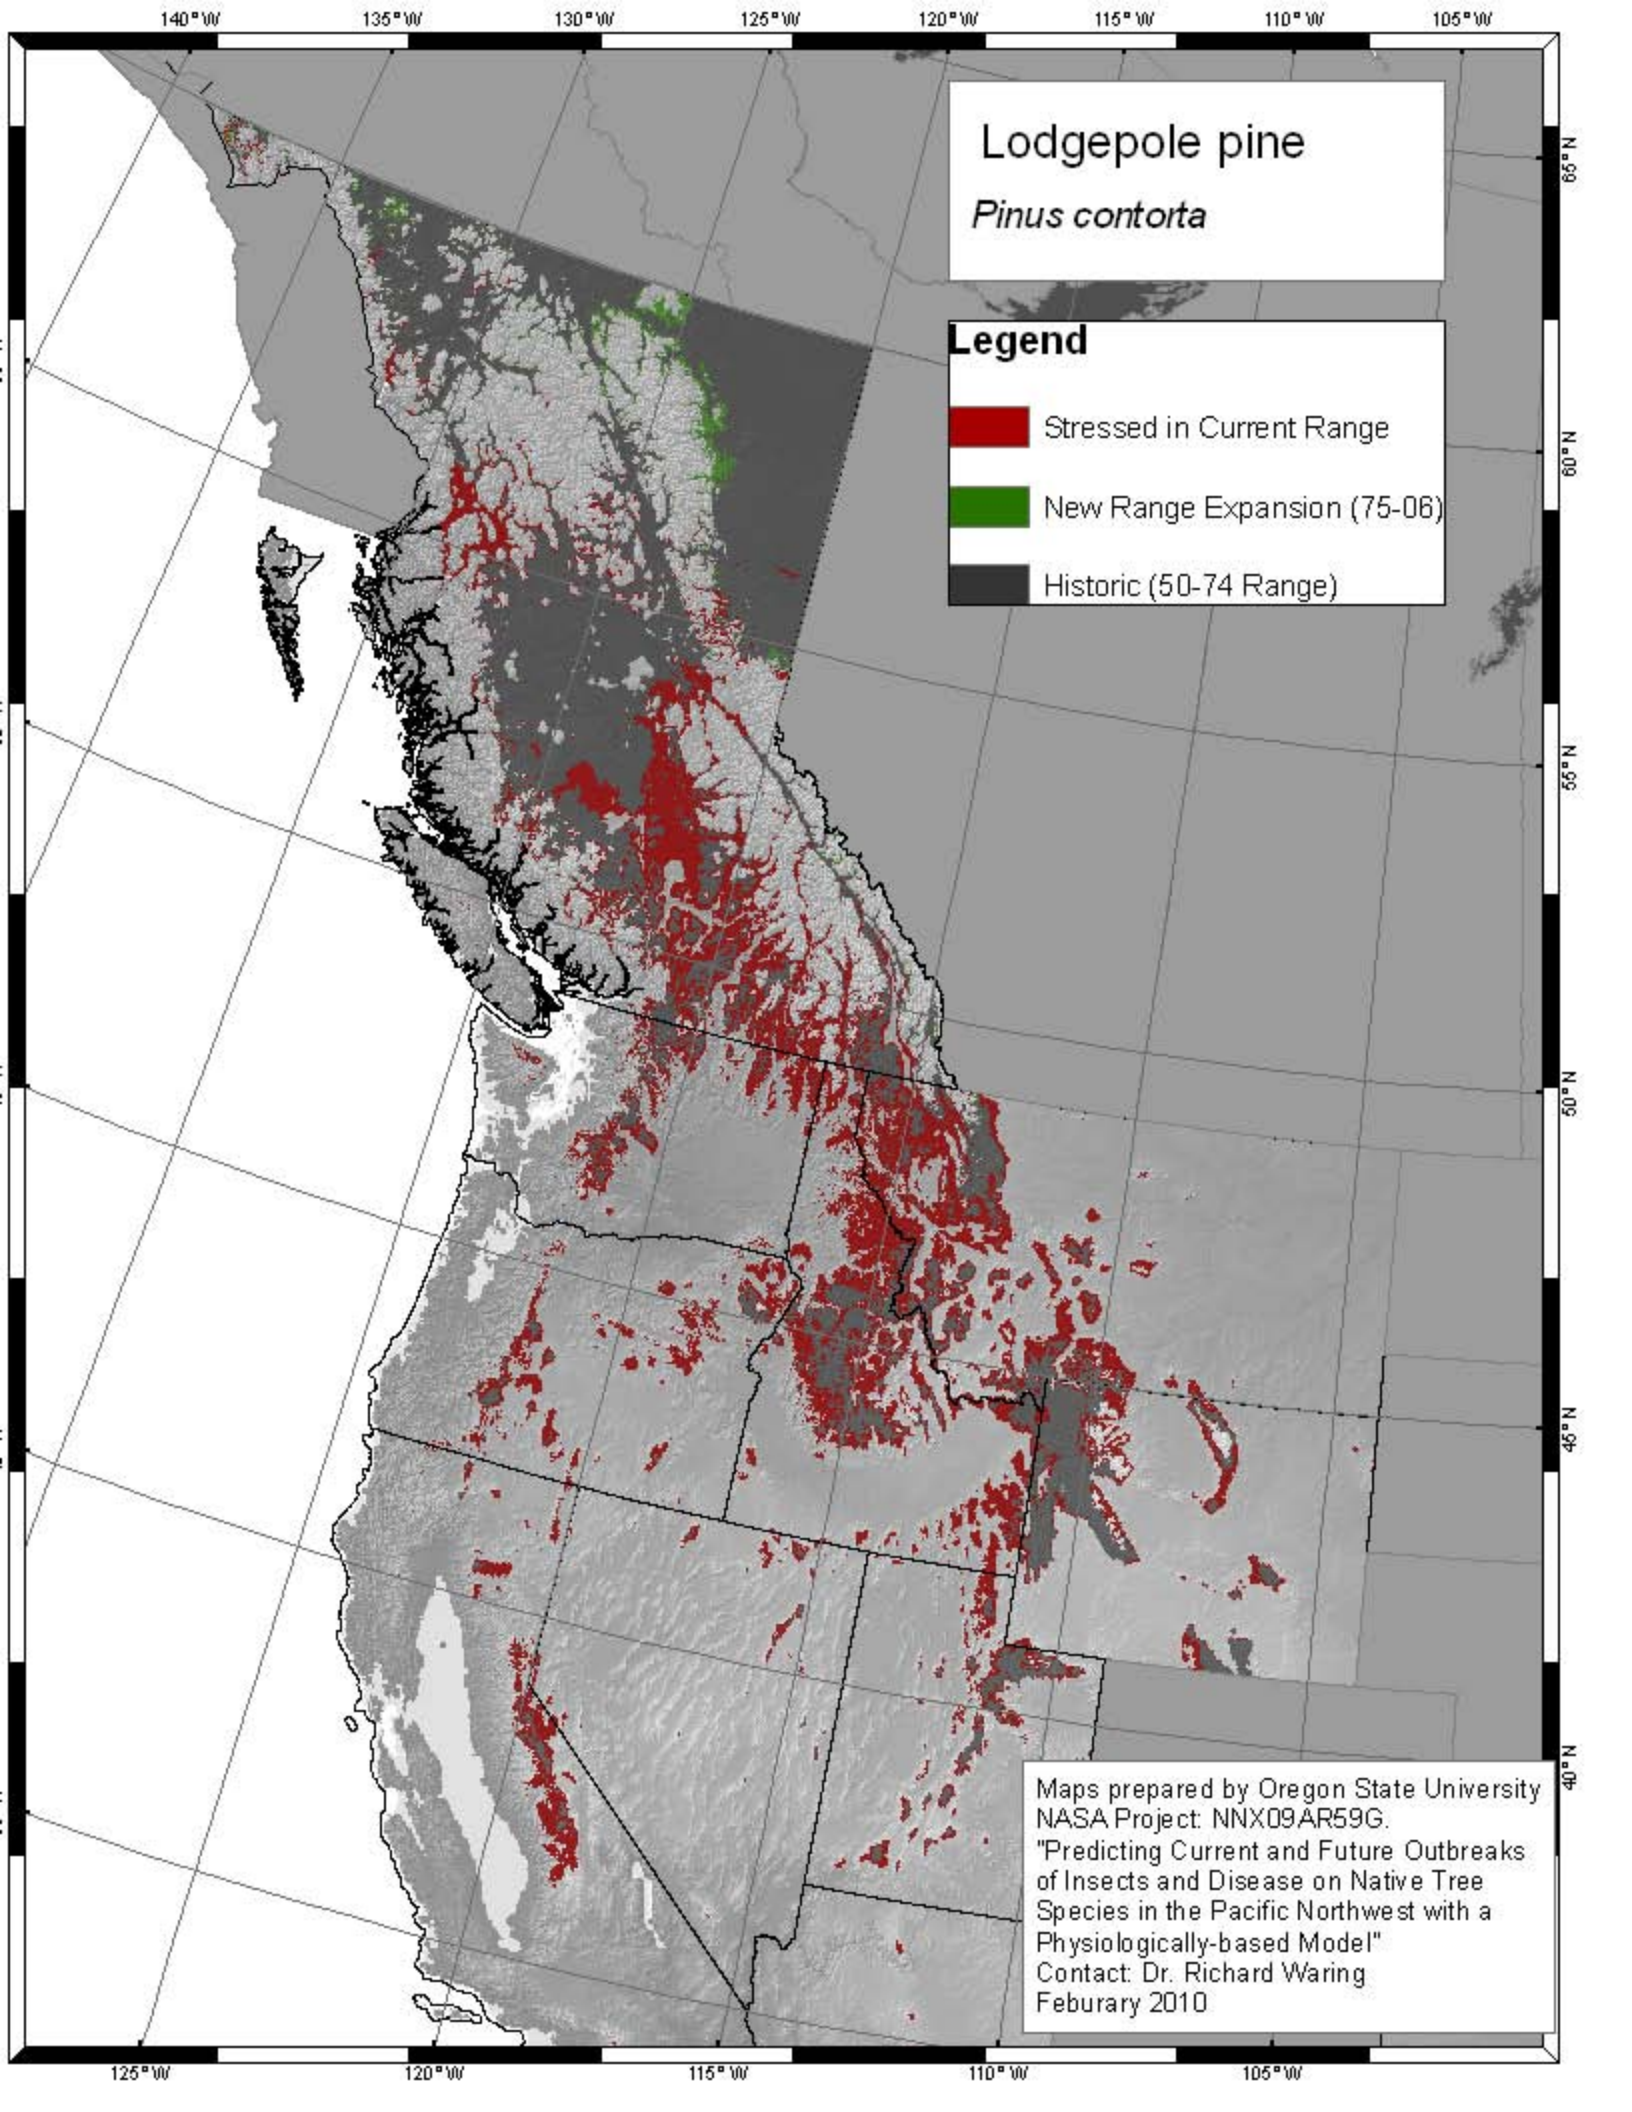 140°W 135°W 130°W 125°W 120°W 115°W 110°W 105°W
Lodgepole pine
Pinus contorta
Legend
Stressed in Current Range
New Range Expansion (75-06)
Historic (50-74 Range)
65°N
60°N
55°N
50°N
45°N
40°N
Maps prepared by Oregon State University
NASA Project: NNX09AR59G.
"Predicting Current and Future Outbreaks
of Insects and Disease on Native Tree
Species in the Pacific Northwest with a
Physiologically-based Model"
Contact: Dr. Richard Waring
Feburary 2010
125°W 120°W 115°W 110°W 105°W